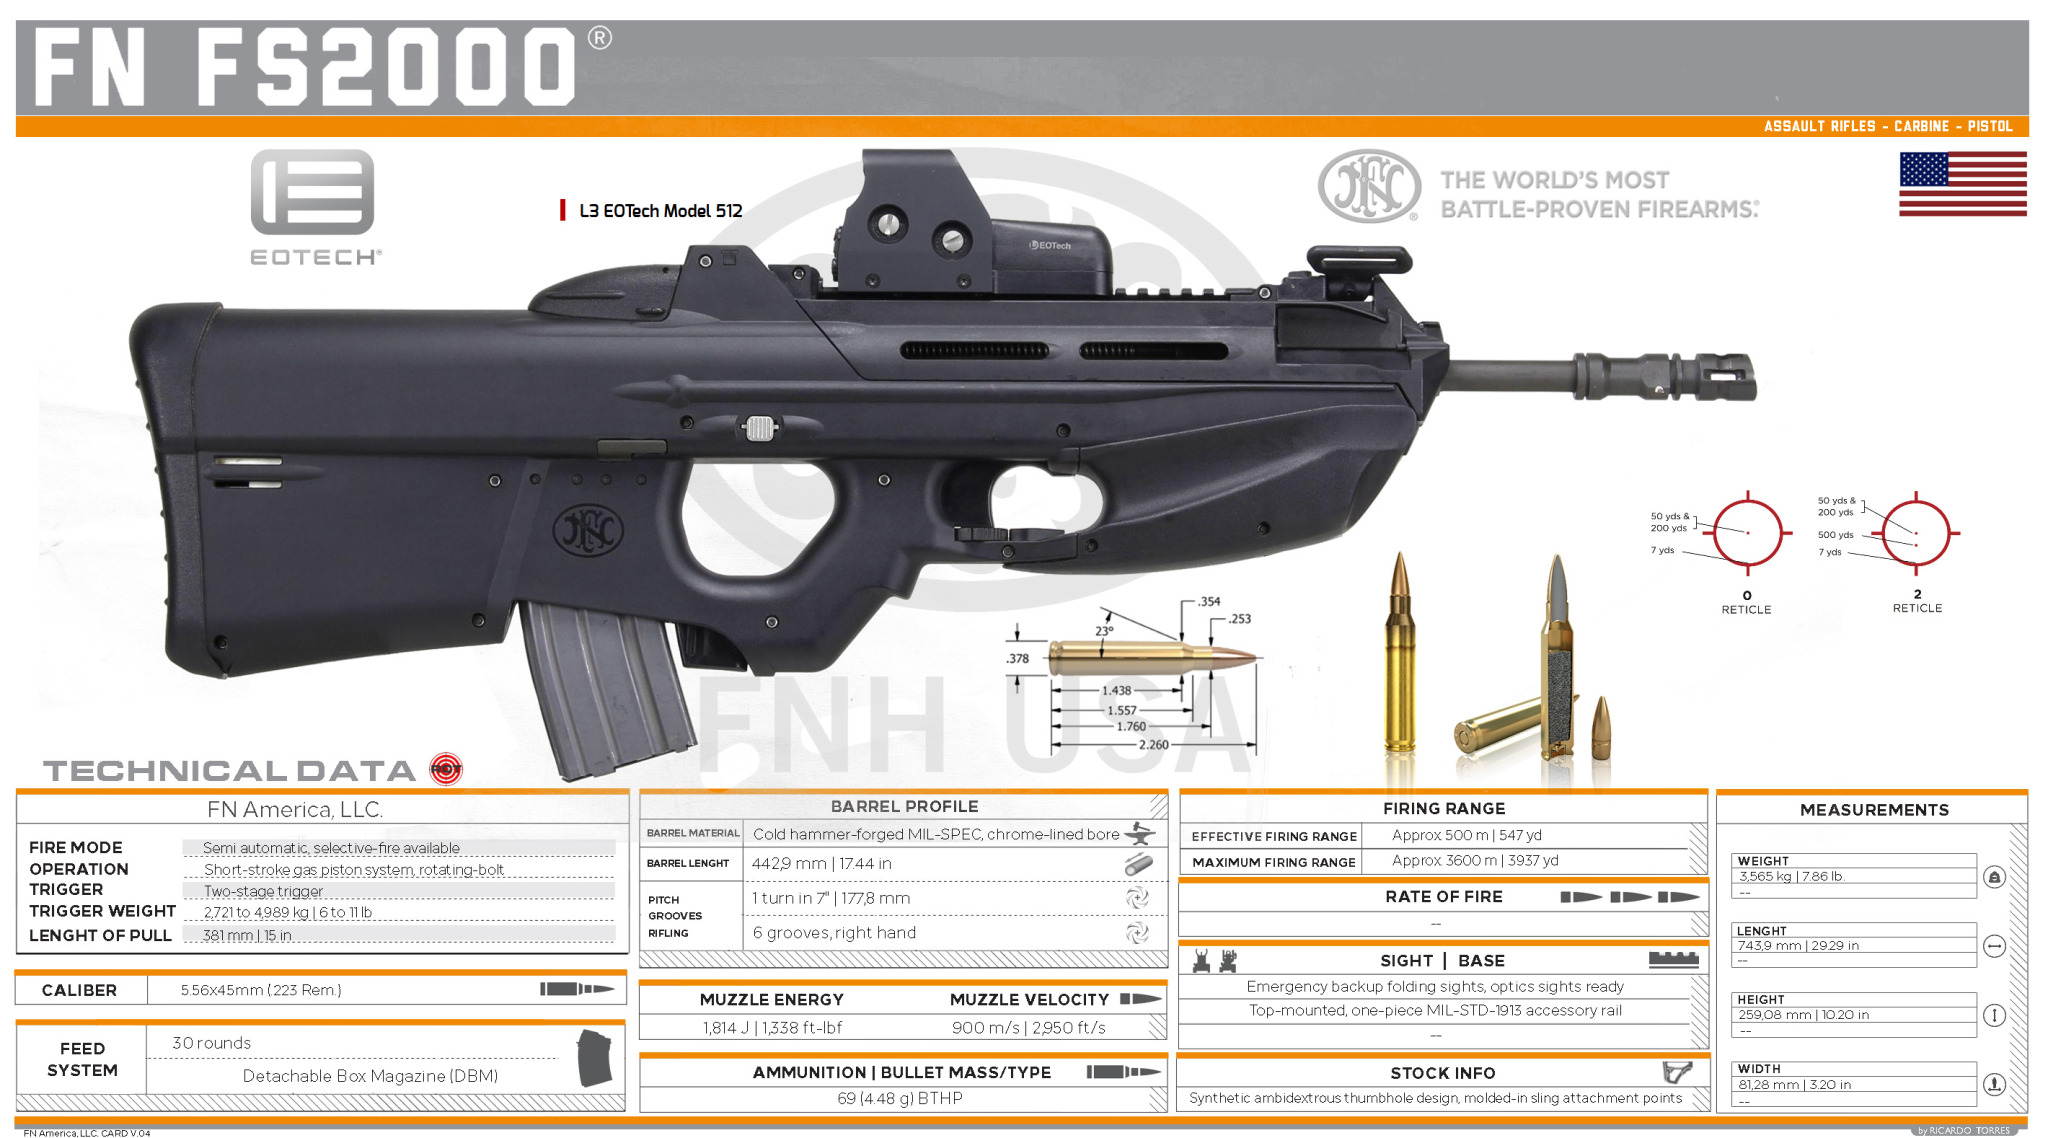 FN FS2000®
ASSAULT RIFLES - CARBINE - PISTOL
EOTECH®
L3 EOTech Model 512
EOTech
FN
®
THE WORLD'S MOST
BATTLE-PROVEN FIREARMS.®
FN
FNH USA
50 yds &
200 yds
7 yds
0
RETICLE
50 yds &
200 yds
500 yds
7 yds
2
RETICLE
.354
.253
23°
.378
1.438
1.557
1.760
2.260
TECHNICAL DATA
FN America, LLC.
FIRE MODE Semi automatic, selective-fire available
OPERATION Short-stroke gas piston system, rotating-bolt
TRIGGER Two-stage trigger
TRIGGER WEIGHT 2,721 to 4,989 kg | 6 to 11 lb
LENGHT OF PULL 381 mm | 15 in
CALIBER 5.56x45mm (.223 Rem.)
FEED
SYSTEM
30 rounds
Detachable Box Magazine (DBM)
BARREL PROFILE
BARREL MATERIAL Cold hammer-forged MIL-SPEC, chrome-lined bore
BARREL LENGHT 442,9 mm | 17.44 in
PITCH
GROOVES
RIFLING
1 turn in 7" | 177,8 mm
6 grooves, right hand
MUZZLE ENERGY MUZZLE VELOCITY
1,814 J | 1,338 ft-lbf 900 m/s | 2,950 ft/s
AMMUNITION | BULLET MASS/TYPE
69 (4.48 g) BTHP
FIRING RANGE
EFFECTIVE FIRING RANGE Approx 500 m | 547 yd
MAXIMUM FIRING RANGE Approx 3600 m | 3937 yd
RATE OF FIRE
--
SIGHT | BASE
Emergency backup folding sights, optics sights ready
Top-mounted, one-piece MIL-STD-1913 accessory rail
--
STOCK INFO
Synthetic ambidextrous thumbhole design, molded-in sling attachment points
MEASUREMENTS
WEIGHT
3,565 kg | 7.86 lb.
--
LENGHT
743,9 mm | 29.29 in
--
HEIGHT
259,08 mm | 10.20 in
--
WIDTH
81,28 mm | 3.20 in
--
FN America, LLC. CARD V.04
by RICARDO TORRES